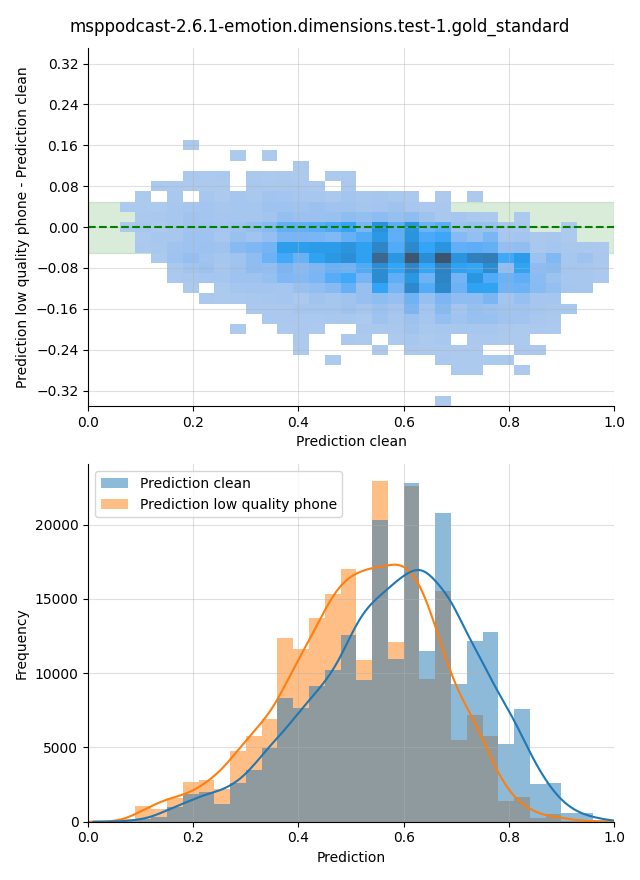 msppodcast-2.6.1-emotion.dimensions.test-1.gold_standard
Prediction low quality phone - Prediction clean
0.32
0.24
0.16
0.08
0.00
−0.08
−0.16
−0.24
−0.32
0.0 0.2 0.4 0.6 0.8 1.0
Prediction clean
Prediction clean
Prediction low quality phone
Frequency
20000
15000
10000
5000
0
0.0 0.2 0.4 0.6 0.8 1.0
Prediction